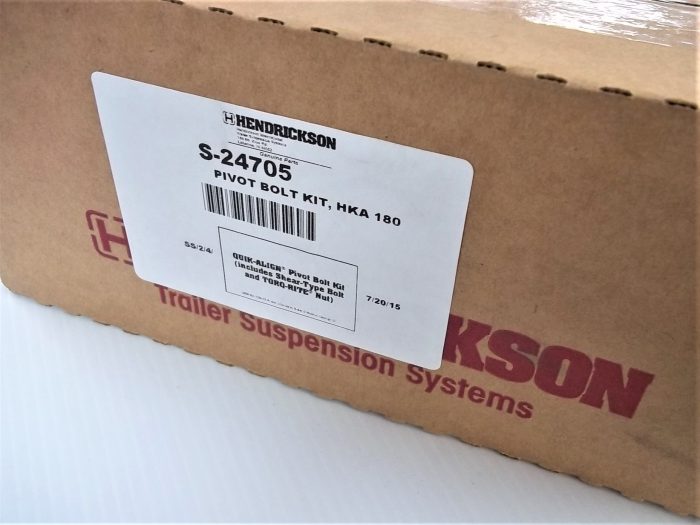 HENDRICKSON
Genuine Parts
S-24705
PIVOT BOLT KIT, HKA 180
SS/2/4/
QUIK-ALIGN® Pivot Bolt Kit
(includes Shear-Type Bolt
and TORQ-RITE® Nut)
7/20/15
H KSON
Trailer Suspension Systems